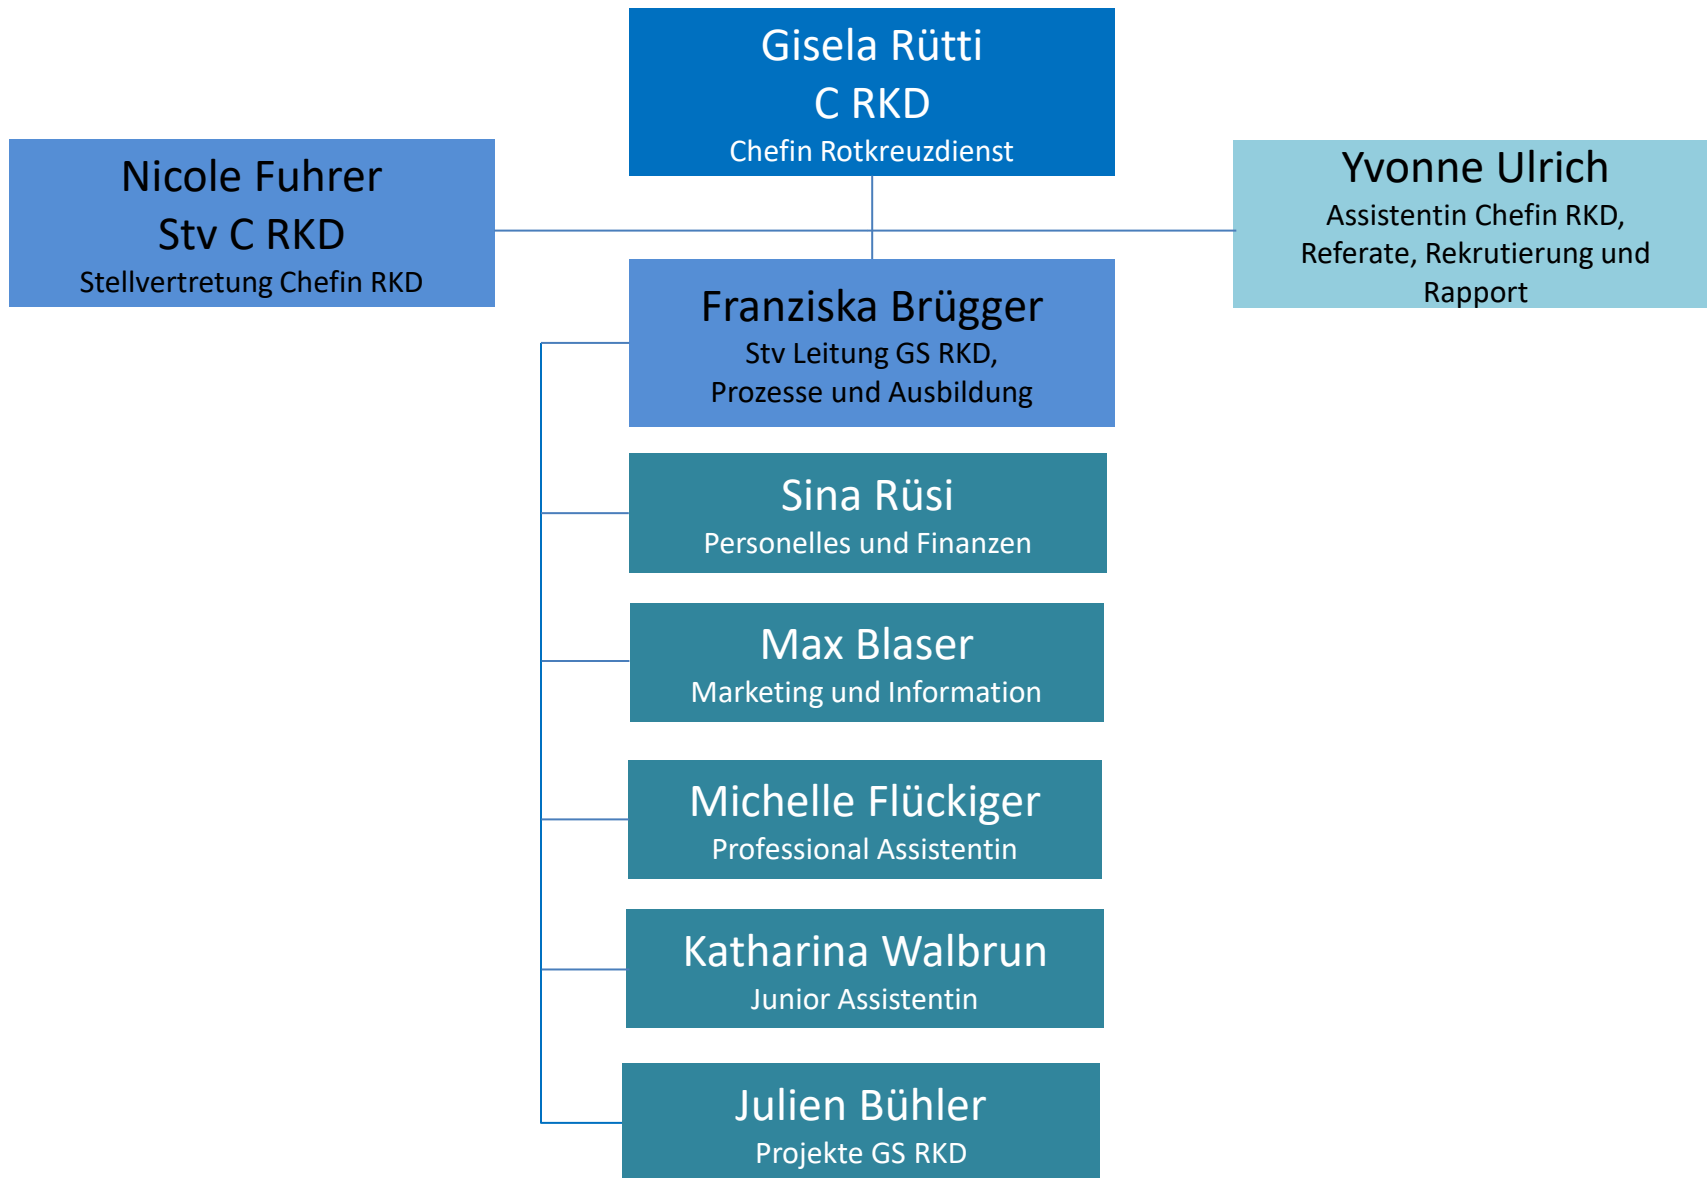 Gisela Rütti
C RKD
Chefin Rotkreuzdienst
Nicole Fuhrer
Stv C RKD
Stellvertretung Chefin RKD
Yvonne Ulrich
Assistentin Chefin RKD,
Referate, Rekrutierung und
Rapport
Franziska Brügger
Stv Leitung GS RKD,
Prozesse und Ausbildung
Sina Rüsi
Personelles und Finanzen
Max Blaser
Marketing und Information
Michelle Flückiger
Professional Assistentin
Katharina Walbrun
Junior Assistentin
Julien Bühler
Projekte GS RKD